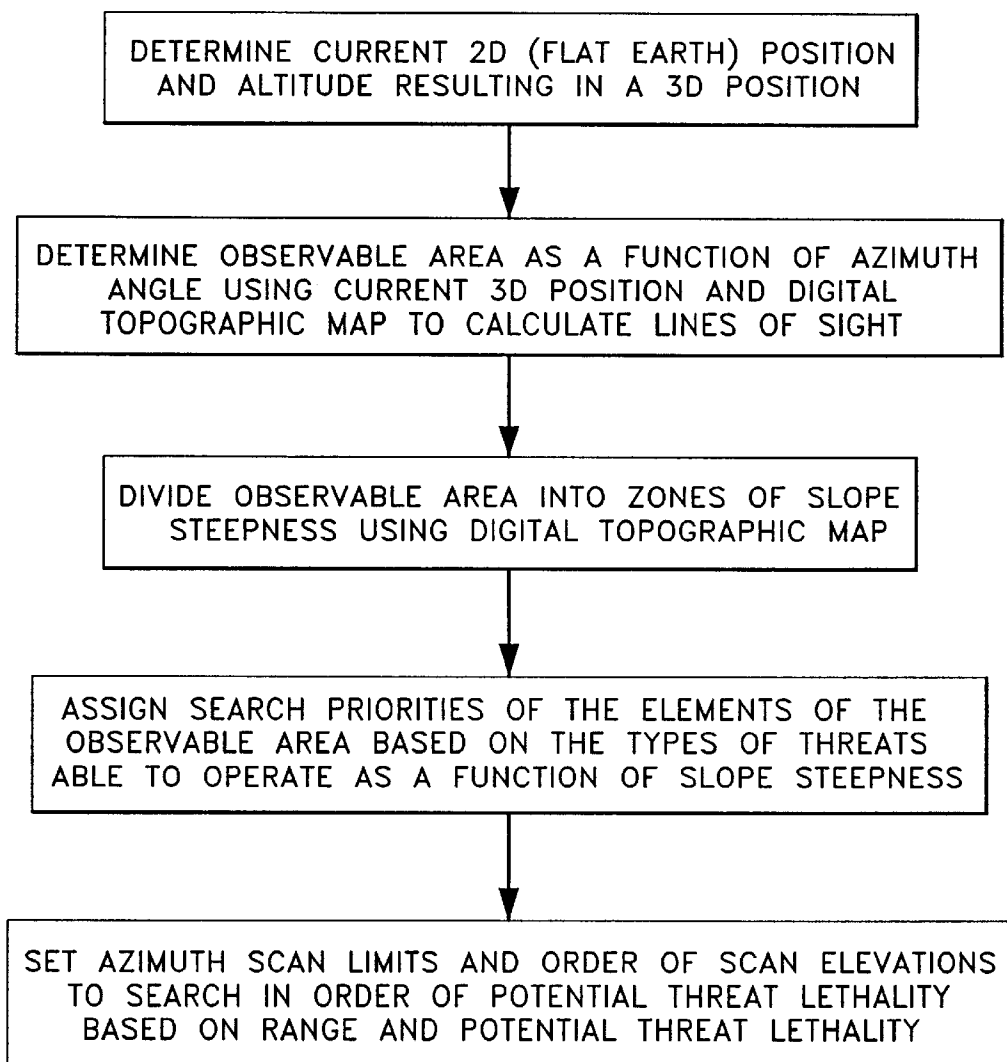 DETERMINE CURRENT 2D (FLAT EARTH) POSITION
AND ALTITUDE RESULTING IN A 3D POSITION
DETERMINE OBSERVABLE AREA AS A FUNCTION OF AZIMUTH
ANGLE USING CURRENT 3D POSITION AND DIGITAL
TOPOGRAPHIC MAP TO CALCULATE LINES OF SIGHT
DIVIDE OBSERVABLE AREA INTO ZONES OF SLOPE
STEEPNESS USING DIGITAL TOPOGRAPHIC MAP
ASSIGN SEARCH PRIORITIES OF THE ELEMENTS OF THE
OBSERVABLE AREA BASED ON THE TYPES OF THREATS
ABLE TO OPERATE AS A FUNCTION OF SLOPE STEEPNESS
SET AZIMUTH SCAN LIMITS AND ORDER OF SCAN ELEVATIONS
TO SEARCH IN ORDER OF POTENTIAL THREAT LETHALITY
BASED ON RANGE AND POTENTIAL THREAT LETHALITY